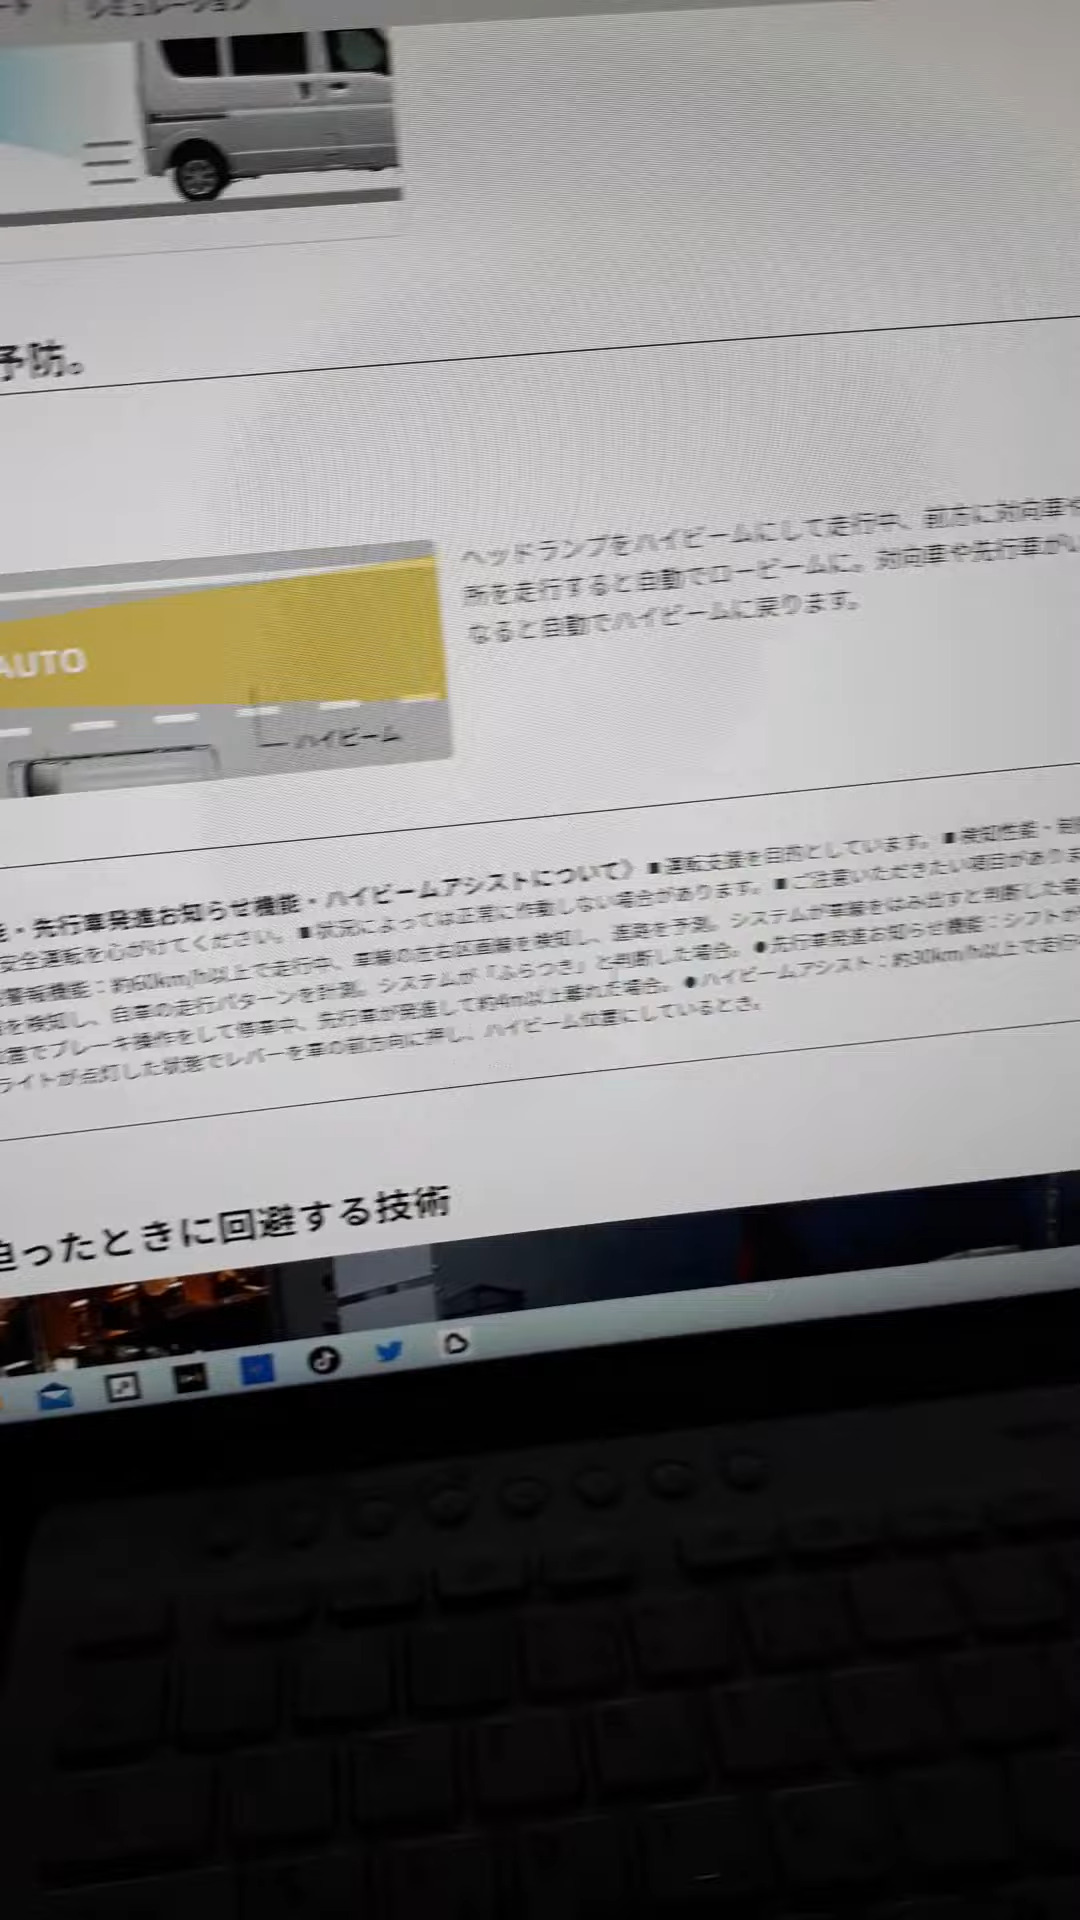 シミュレーション
予防。
ヘッドランプをハイビームにして走行中、前方に対向車や
所を走行すると自動でロービームに。対向車や先行車がい
なると自動でハイビームに戻ります。
AUTO
ハイビーム
・先行車発進お知らせ機能・ハイビームアシストについて》■運転支援を目的としています。■検知性能・制
安全運転を心がけてください。■状況によっては正常に作動しない場合があります。■ご注意いただきたい項目がありま
警報機能：約60km/h以上で走行中、車線の左右区画線を検知し、進路を予測。システムが車線をはみ出すと判断した場
を検知し、自車の走行パターンを計測。システムが「ふらつき」と判断した場合。●先行車発進お知らせ機能：シフトが
位置でブレーキ操作をして停車中、先行車が発進して約4m以上離れた場合。●ハイビームアシスト：約30km/h以上で走行
ライトが点灯した状態でレバーを車の前方向に押し、ハイビーム位置にしているとき。
迫ったときに回避する技術